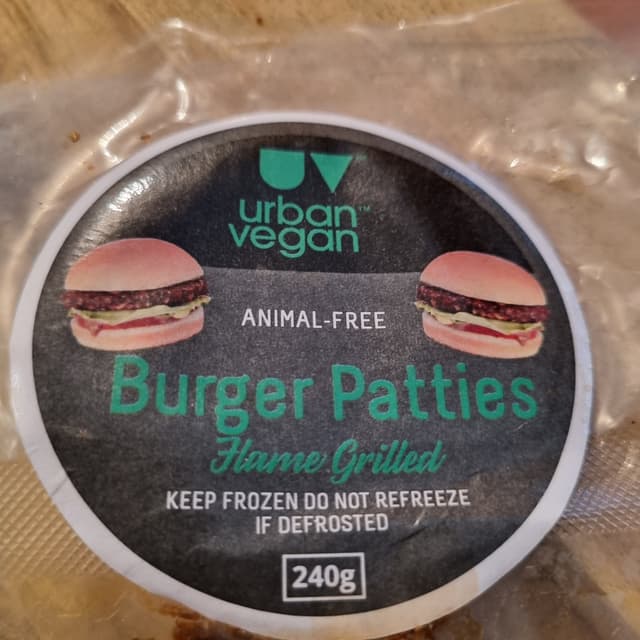 urban™
vegan
ANIMAL-FREE
Burger Patties
Flame Grilled
KEEP FROZEN DO NOT REFREEZE
IF DEFROSTED
240g